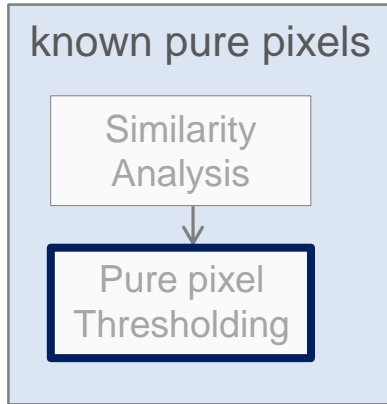 known pure pixels
Similarity
Analysis
Pure pixel
Thresholding